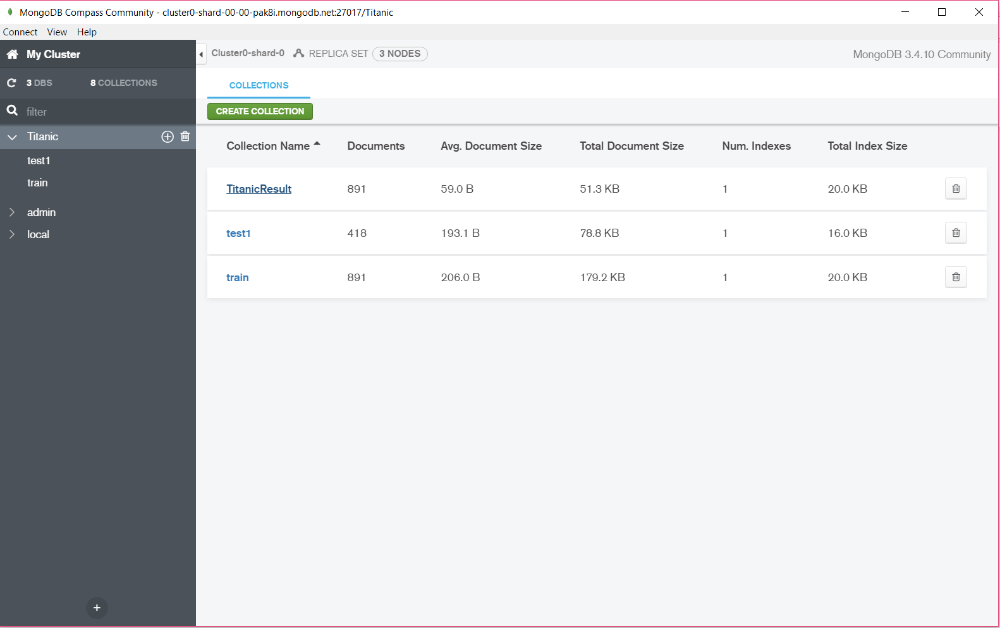 MongoDB Compass Community - cluster0-shard-00-00-pak8i.mongodb.net:27017/Titanic
Connect View Help
My Cluster
3 DBS 8 COLLECTIONS
filter
Titanic
test1
train
admin
local
Cluster0-shard-0 REPLICA SET 3 NODES MongoDB 3.4.10 Community
COLLECTIONS
CREATE COLLECTION
Collection Name Documents Avg. Document Size Total Document Size Num. Indexes Total Index Size
TitanicResult 891 59.0 B 51.3 KB 1 20.0 KB
test1 418 193.1 B 78.8 KB 1 16.0 KB
train 891 206.0 B 179.2 KB 1 20.0 KB